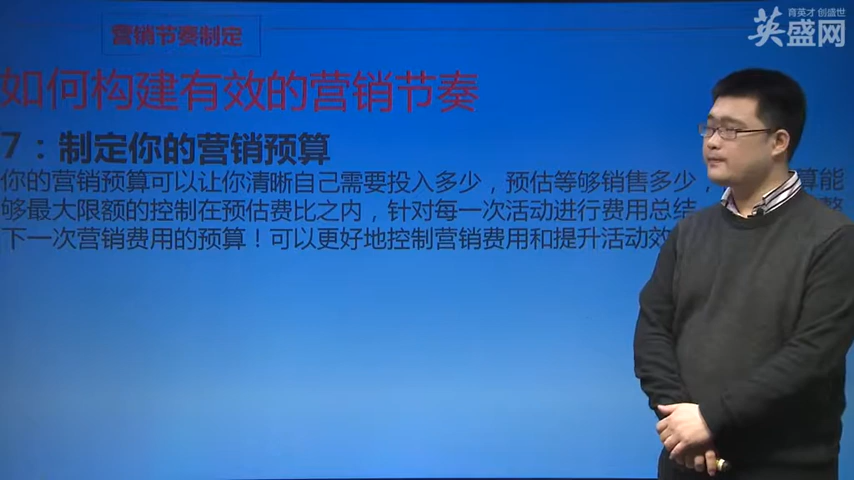 育英才 创盛世
英盛网
营销节奏制定
如何构建有效的营销节奏
7：制定你的营销预算
你的营销预算可以让你清晰自己需要投入多少，预估等够销售多少，算能
够最大限额的控制在预估费比之内，针对每一次活动进行费用总结整
下一次营销费用的预算！可以更好地控制营销费用和提升活动效